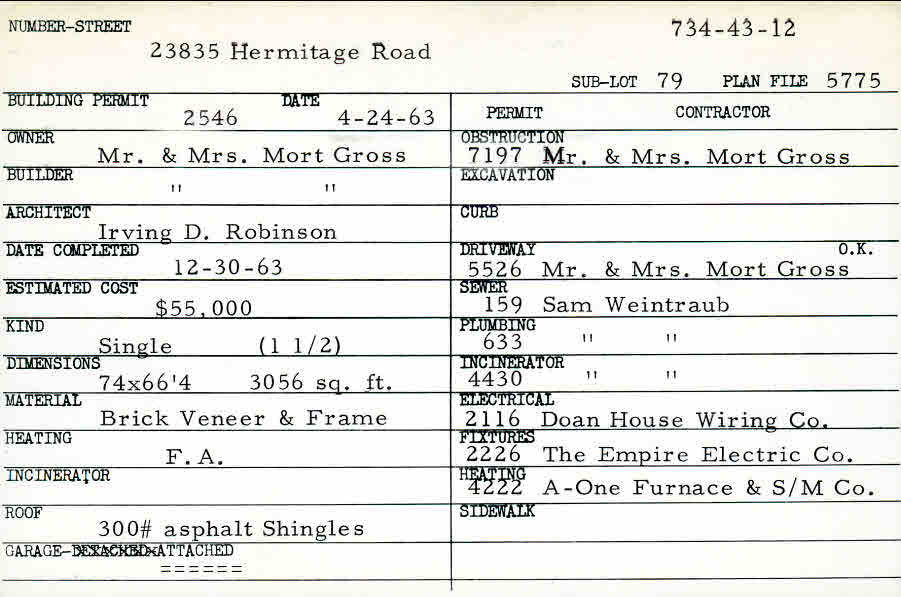 NUMBER-STREET 734-43-12
23835 Hermitage Road
SUB-LOT 79 PLAN FILE 5775
BUILDING PERMIT DATE
2546 4-24-63
OWNER
Mr. & Mrs. Mort Gross
BUILDER
" "
ARCHITECT
Irving D. Robinson
DATE COMPLETED
12-30-63
ESTIMATED COST
$55,000
KIND
Single (1 1/2)
DIMENSIONS
74x66'4 3056 sq. ft.
MATERIAL
Brick Veneer & Frame
HEATING
F.A.
INCINERATOR
ROOF
300# asphalt Shingles
GARAGE-DETACHED-ATTACHED
======
PERMIT CONTRACTOR
OBSTRUCTION
7197 Mr. & Mrs. Mort Gross
EXCAVATION
CURB
DRIVEWAY O.K.
5526 Mr. & Mrs. Mort Gross
SEWER
159 Sam Weintraub
PLUMBING
633 " "
INCINERATOR
4430 " "
ELECTRICAL
2116 Doan House Wiring Co.
FIXTURES
2226 The Empire Electric Co.
HEATING
4222 A-One Furnace & S/M Co.
SIDEWALK